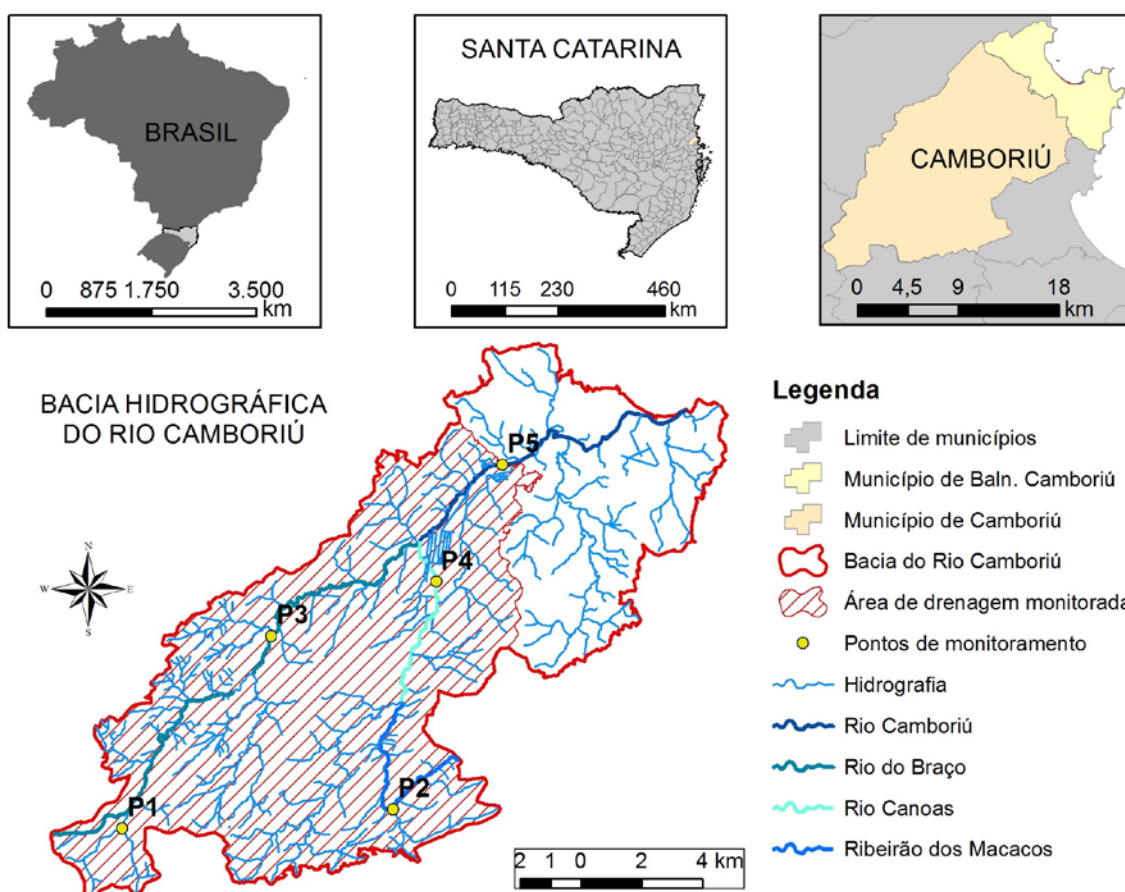 BRASIL
0 875 1.750 3.500
km
SANTA CATARINA
0 115 230 460
km
CAMBORIÚ
0 4,5 9 18
km
BACIA HIDROGRÁFICA
DO RIO CAMBORIÚ
N
W E
S
P5
P4
P3
P2
P1
2 1 0 2 4 km
Legenda
Limite de municípios
Município de Baln. Camboriú
Município de Camboriú
Bacia do Rio Camboriú
Área de drenagem monitorada
Pontos de monitoramento
Hidrografia
Rio Camboriú
Rio do Braço
Rio Canoas
Ribeirão dos Macacos